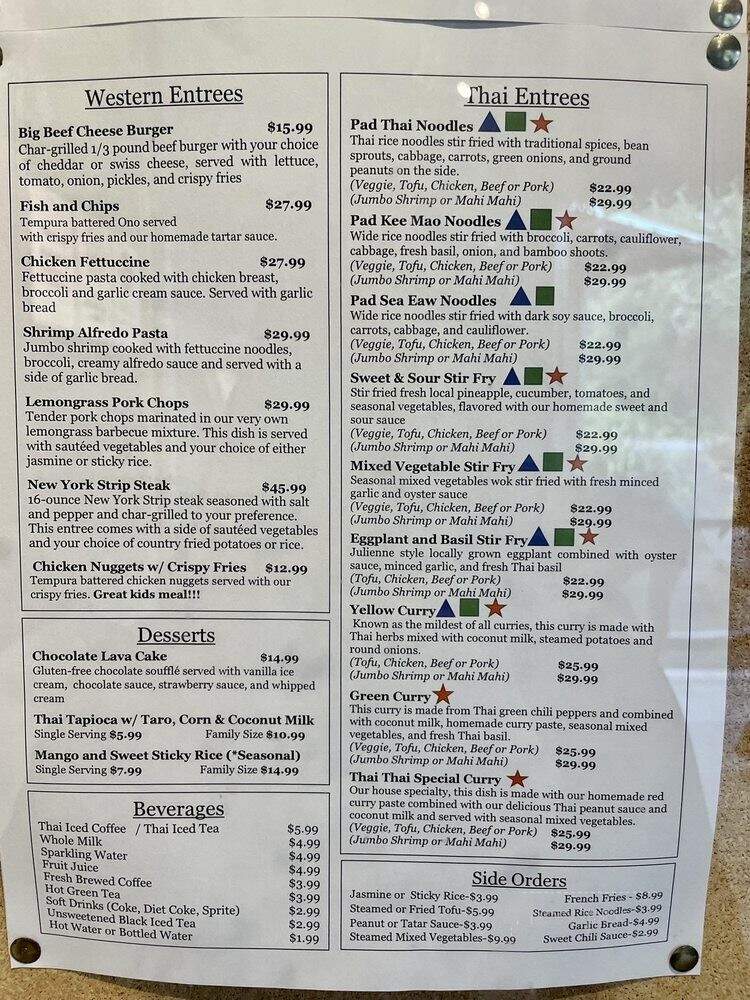 Western Entrees
Big Beef Cheese Burger $15.99
Char-grilled 1/3 pound beef burger with your choice
of cheddar or swiss cheese, served with lettuce,
tomato, onion, pickles, and crispy fries
Fish and Chips $27.99
Tempura battered Ono served
with crispy fries and our homemade tartar sauce.
Chicken Fettuccine $27.99
Fettuccine pasta cooked with chicken breast,
broccoli and garlic cream sauce. Served with garlic
bread
Shrimp Alfredo Pasta $29.99
Jumbo shrimp cooked with fettuccine noodles,
broccoli, creamy alfredo sauce and served with a
side of garlic bread.
Lemongrass Pork Chops $29.99
Tender pork chops marinated in our very own
lemongrass barbecue mixture. This dish is served
with sautéed vegetables and your choice of either
jasmine or sticky rice.
New York Strip Steak $45.99
16-ounce New York Strip steak seasoned with salt
and pepper and char-grilled to your preference.
This entree comes with a side of sautéed vegetables
and your choice of country fried potatoes or rice.
Chicken Nuggets w/ Crispy Fries $12.99
Tempura battered chicken nuggets served with our
crispy fries. Great kids meal!!!
Desserts
Chocolate Lava Cake $14.99
Gluten-free chocolate soufflé served with vanilla ice
cream, chocolate sauce, strawberry sauce, and whipped
cream
Thai Tapioca w/ Taro, Corn & Coconut Milk
Single Serving $5.99 Family Size $10.99
Mango and Sweet Sticky Rice (*Seasonal)
Single Serving $7.99 Family Size $14.99
Beverages
Thai Iced Coffee / Thai Iced Tea $5.99
Whole Milk $4.99
Sparkling Water $4.99
Fruit Juice $4.99
Fresh Brewed Coffee $3.99
Hot Green Tea $3.99
Soft Drinks (Coke, Diet Coke, Sprite) $2.99
Unsweetened Black Iced Tea $2.99
Hot Water or Bottled Water $1.99
Thai Entrees
Pad Thai Noodles
Thai rice noodles stir fried with traditional spices, bean
sprouts, cabbage, carrots, green onions, and ground
peanuts on the side.
(Veggie, Tofu, Chicken, Beef or Pork) $22.99
(Jumbo Shrimp or Mahi Mahi) $29.99
Pad Kee Mao Noodles
Wide rice noodles stir fried with broccoli, carrots, cauliflower,
cabbage, fresh basil, onion, and bamboo shoots.
(Veggie, Tofu, Chicken, Beef or Pork) $22.99
(Jumbo Shrimp or Mahi Mahi) $29.99
Pad Sea Eaw Noodles
Wide rice noodles stir fried with dark soy sauce, broccoli,
carrots, cabbage, and cauliflower.
(Veggie, Tofu, Chicken, Beef or Pork) $22.99
(Jumbo Shrimp or Mahi Mahi) $29.99
Sweet & Sour Stir Fry
Stir fried fresh local pineapple, cucumber, tomatoes, and
seasonal vegetables, flavored with our homemade sweet and
sour sauce
(Veggie, Tofu, Chicken, Beef or Pork) $22.99
(Jumbo Shrimp or Mahi Mahi) $29.99
Mixed Vegetable Stir Fry
Seasonal mixed vegetables wok stir fried with fresh minced
garlic and oyster sauce
(Veggie, Tofu, Chicken, Beef or Pork) $22.99
(Jumbo Shrimp or Mahi Mahi) $29.99
Eggplant and Basil Stir Fry
Julienne style locally grown eggplant combined with oyster
sauce, minced garlic, and fresh Thai basil
(Tofu, Chicken, Beef or Pork) $22.99
(Jumbo Shrimp or Mahi Mahi) $29.99
Yellow Curry
Known as the mildest of all curries, this curry is made with
Thai herbs mixed with coconut milk, steamed potatoes and
round onions.
(Tofu, Chicken, Beef or Pork) $25.99
(Jumbo Shrimp or Mahi Mahi) $29.99
Green Curry
This curry is made from Thai green chili peppers and combined
with coconut milk, homemade curry paste, seasonal mixed
vegetables, and fresh Thai basil.
(Veggie, Tofu, Chicken, Beef or Pork) $25.99
(Jumbo Shrimp or Mahi Mahi) $29.99
Thai Thai Special Curry
Our house specialty, this dish is made with our homemade red
curry paste combined with our delicious Thai peanut sauce and
coconut milk and served with seasonal mixed vegetables.
(Veggie, Tofu, Chicken, Beef or Pork) $25.99
(Jumbo Shrimp or Mahi Mahi) $29.99
Side Orders
Jasmine or Sticky Rice-$3.99 French Fries - $8.99
Steamed or Fried Tofu-$5.99 Steamed Rice Noodles-$3.99
Peanut or Tatar Sauce-$3.99 Garlic Bread-$4.99
Steamed Mixed Vegetables-$9.99 Sweet Chili Sauce-$2.99